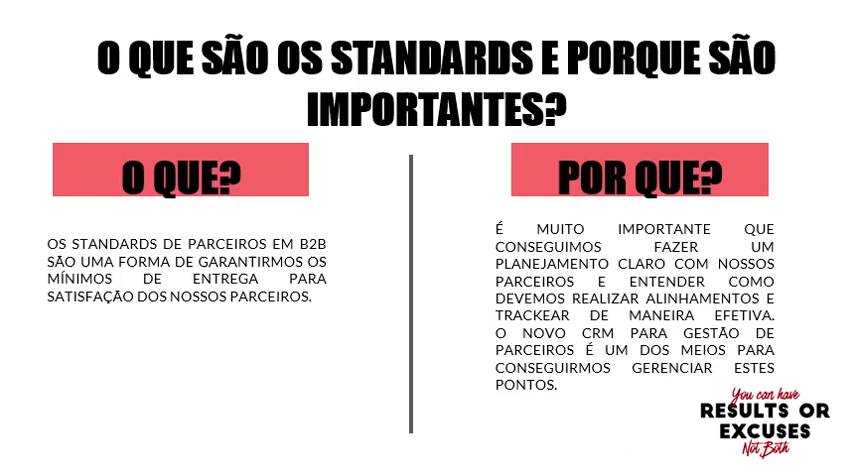 O QUE SÃO OS STANDARDS E PORQUE SÃO
IMPORTANTES?
O QUE?
OS STANDARDS DE PARCEIROS EM B2B
SÃO UMA FORMA DE GARANTIRMOS OS
MÍNIMOS DE ENTREGA PARA
SATISFAÇÃO DOS NOSSOS PARCEIROS.
POR QUE?
É MUITO IMPORTANTE QUE
CONSEGUIMOS FAZER UM
PLANEJAMENTO CLARO COM NOSSOS
PARCEIROS E ENTENDER COMO
DEVEMOS REALIZAR ALINHAMENTOS E
TRACKEAR DE MANEIRA EFETIVA.
O NOVO CRM PARA GESTÃO DE
PARCEIROS É UM DOS MEIOS PARA
CONSEGUIRMOS GERENCIAR ESTES
PONTOS.
You can have
RESULTS OR
EXCUSES
Not Both